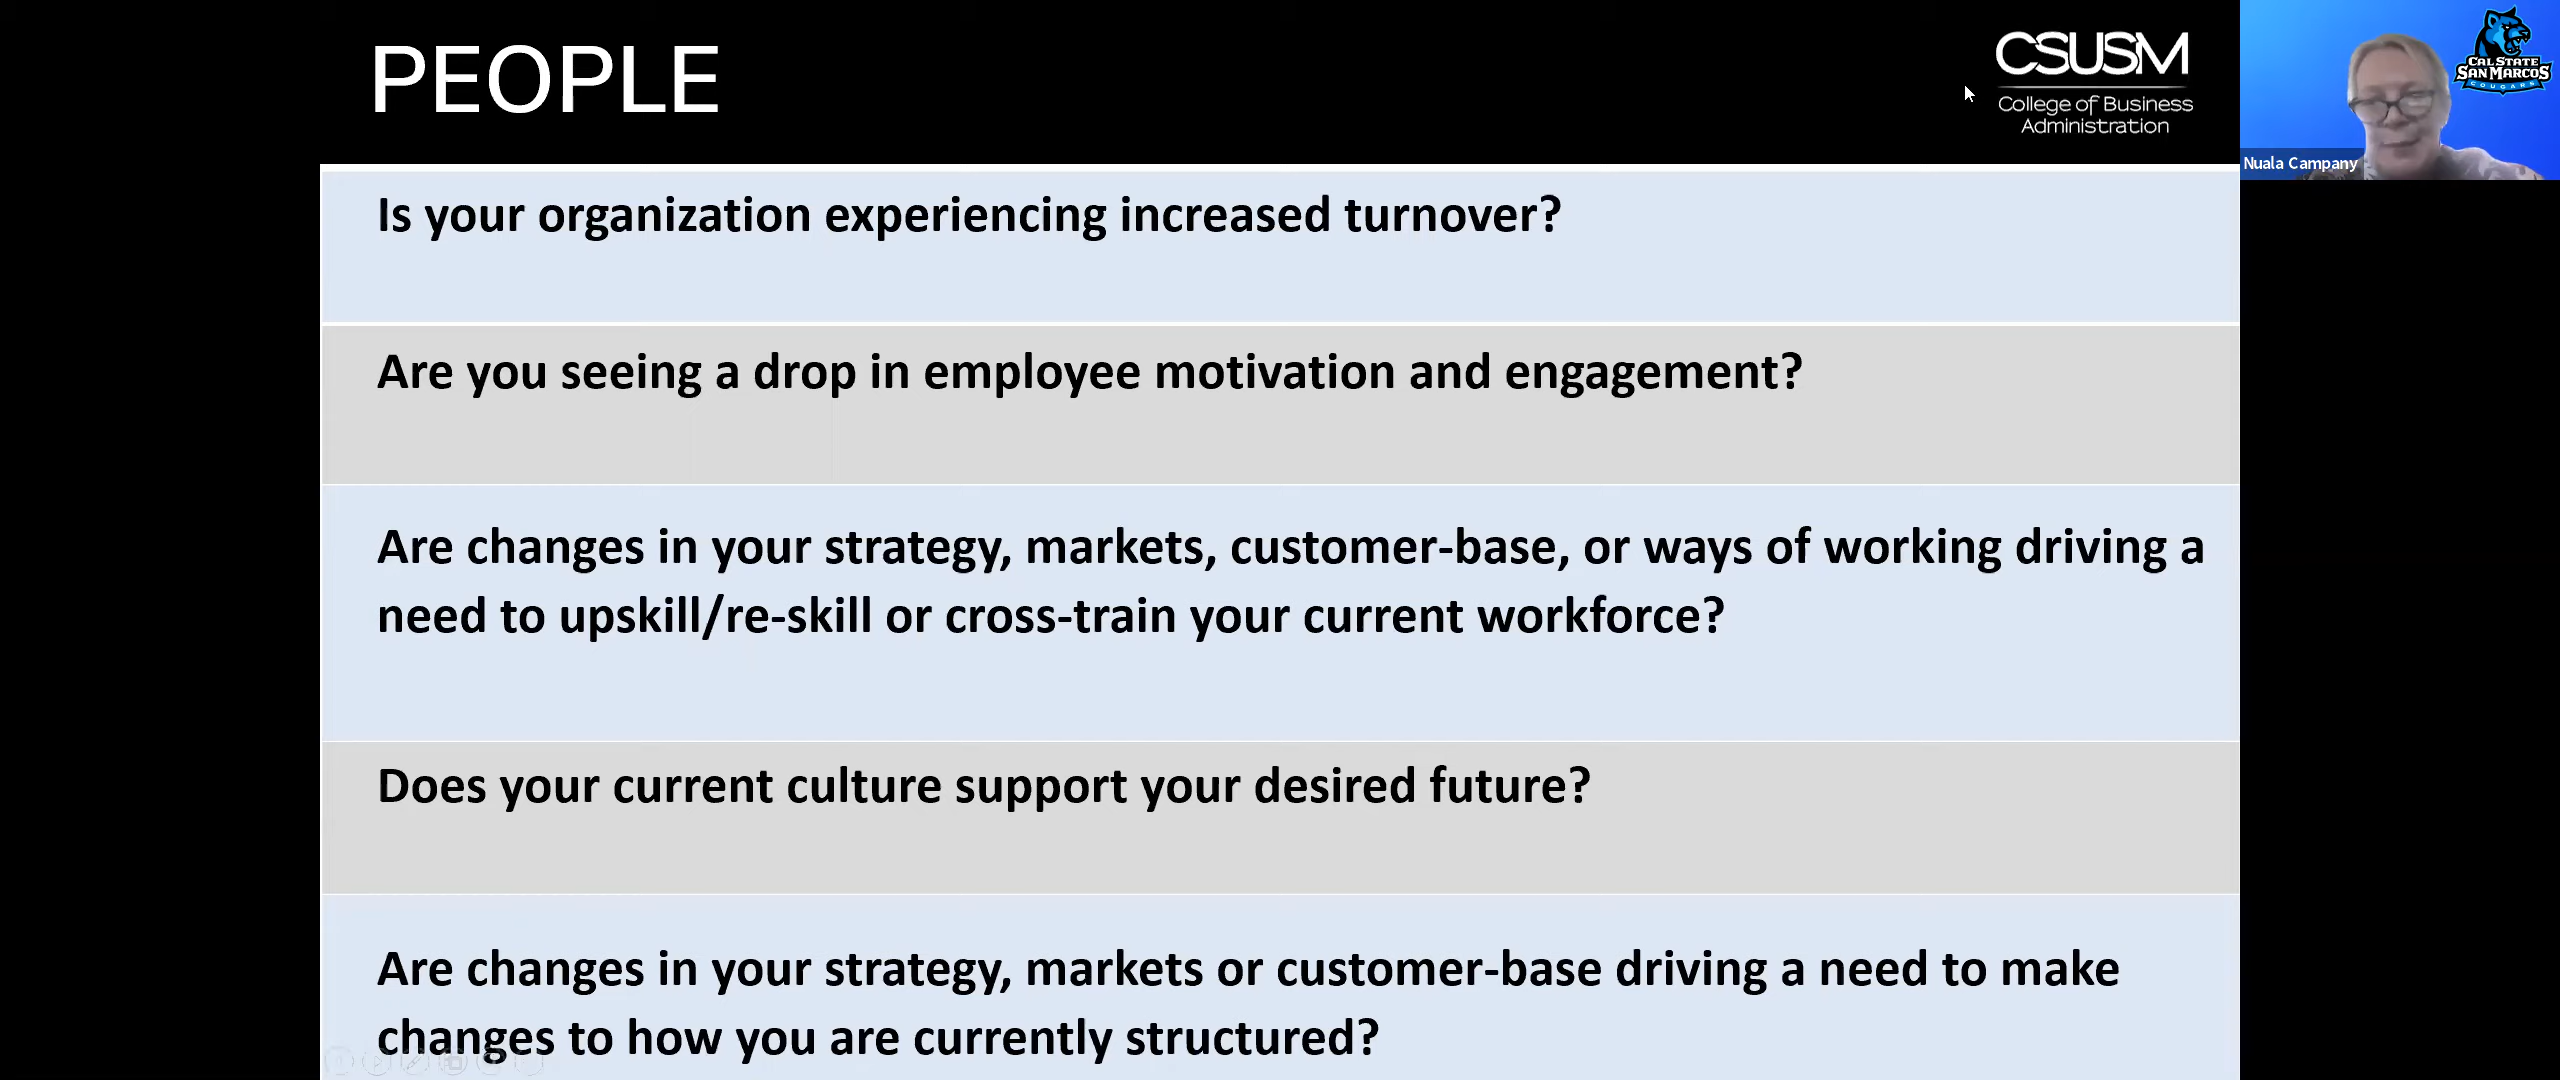 PEOPLE
CSUSM
College of Business
Administration
CAL STATE
SAN MARCOS
COUGARS
Nuala Campany
Is your organization experiencing increased turnover?
Are you seeing a drop in employee motivation and engagement?
Are changes in your strategy, markets, customer-base, or ways of working driving a
need to upskill/re-skill or cross-train your current workforce?
Does your current culture support your desired future?
Are changes in your strategy, markets or customer-base driving a need to make
changes to how you are currently structured?